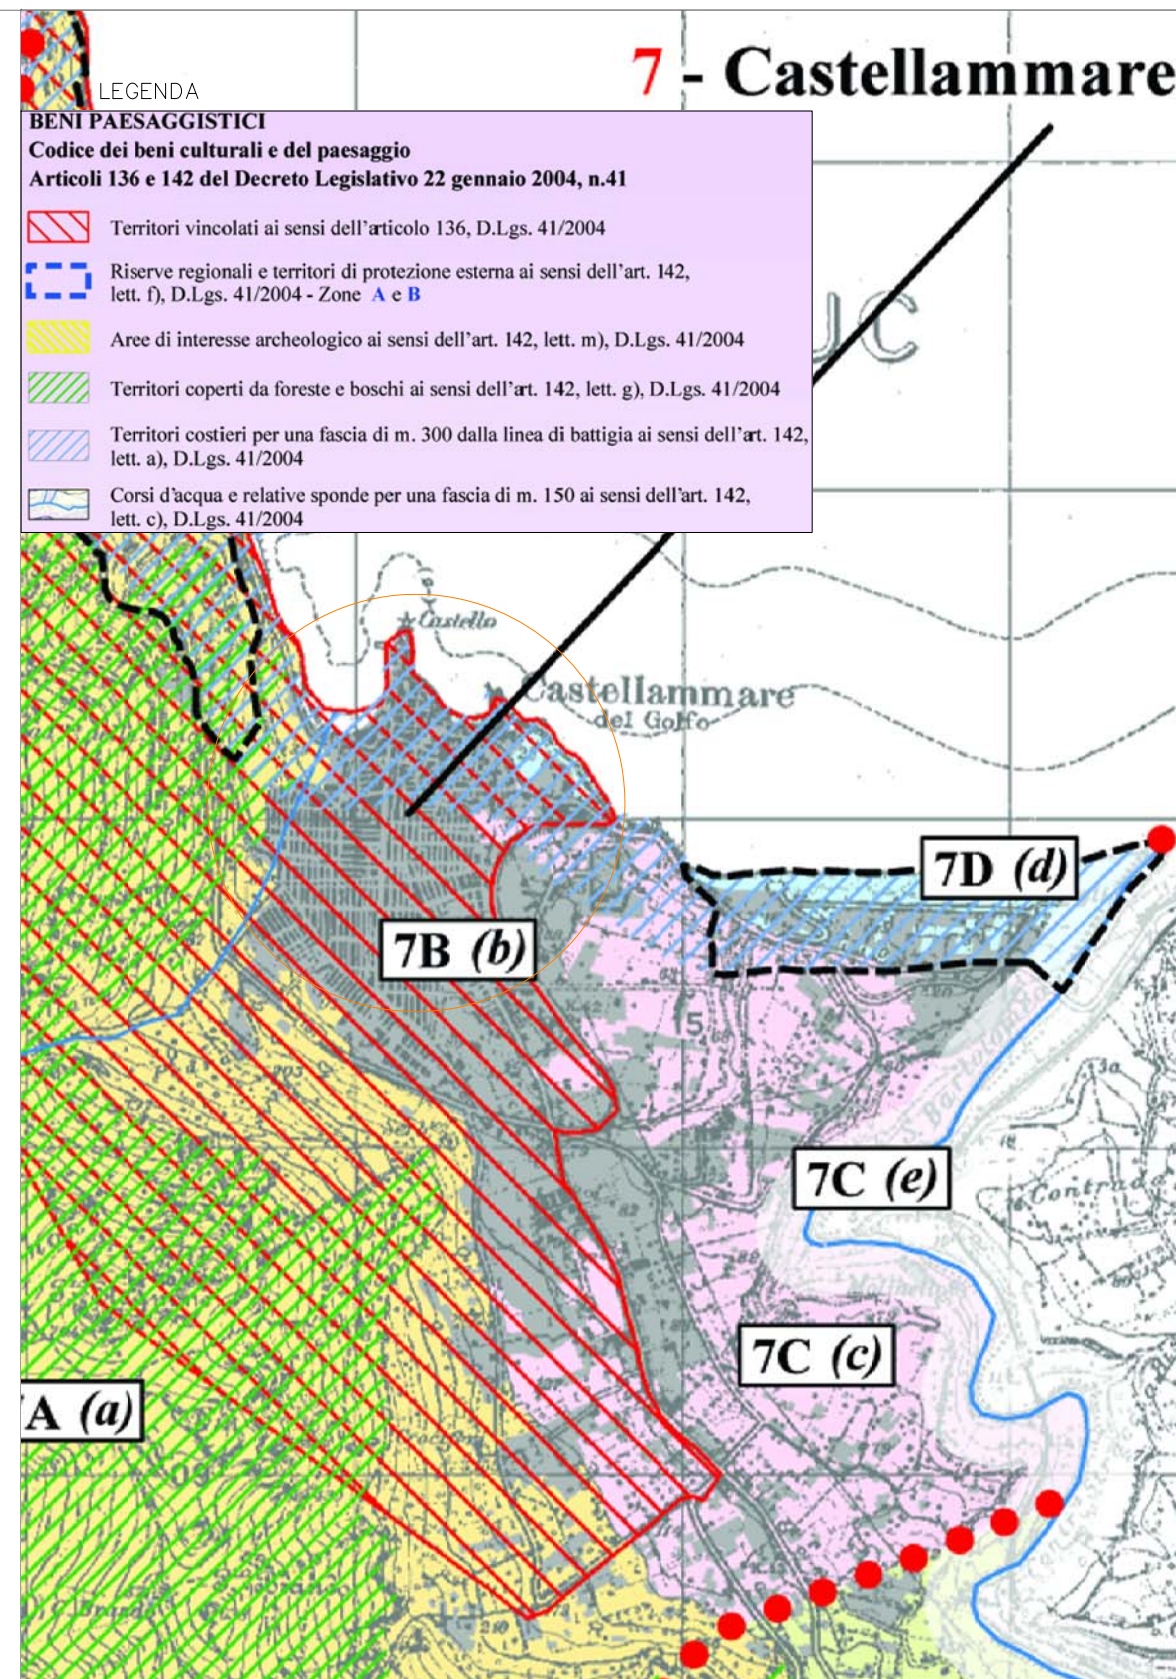 7 - Castellammare
LEGENDA
BENI PAESAGGISTICI
Codice dei beni culturali e del paesaggio
Articoli 136 e 142 del Decreto Legislativo 22 gennaio 2004, n.41
Territori vincolati ai sensi dell'articolo 136, D.Lgs. 41/2004
Riserve regionali e territori di protezione esterna ai sensi dell'art. 142,
lett. f), D.Lgs. 41/2004 - Zone A e B
Aree di interesse archeologico ai sensi dell'art. 142, lett. m), D.Lgs. 41/2004
Territori coperti da foreste e boschi ai sensi dell'art. 142, lett. g), D.Lgs. 41/2004
Territori costieri per una fascia di m. 300 dalla linea di battigia ai sensi dell'art. 142,
lett. a), D.Lgs. 41/2004
Corsi d'acqua e relative sponde per una fascia di m. 150 ai sensi dell'art. 142,
lett. c), D.Lgs. 41/2004
UC
Castello
Castellammare
del Golfo
7D (d)
7B (b)
5
7C (e)
Contrada
82
7C (c)
A (a)
210